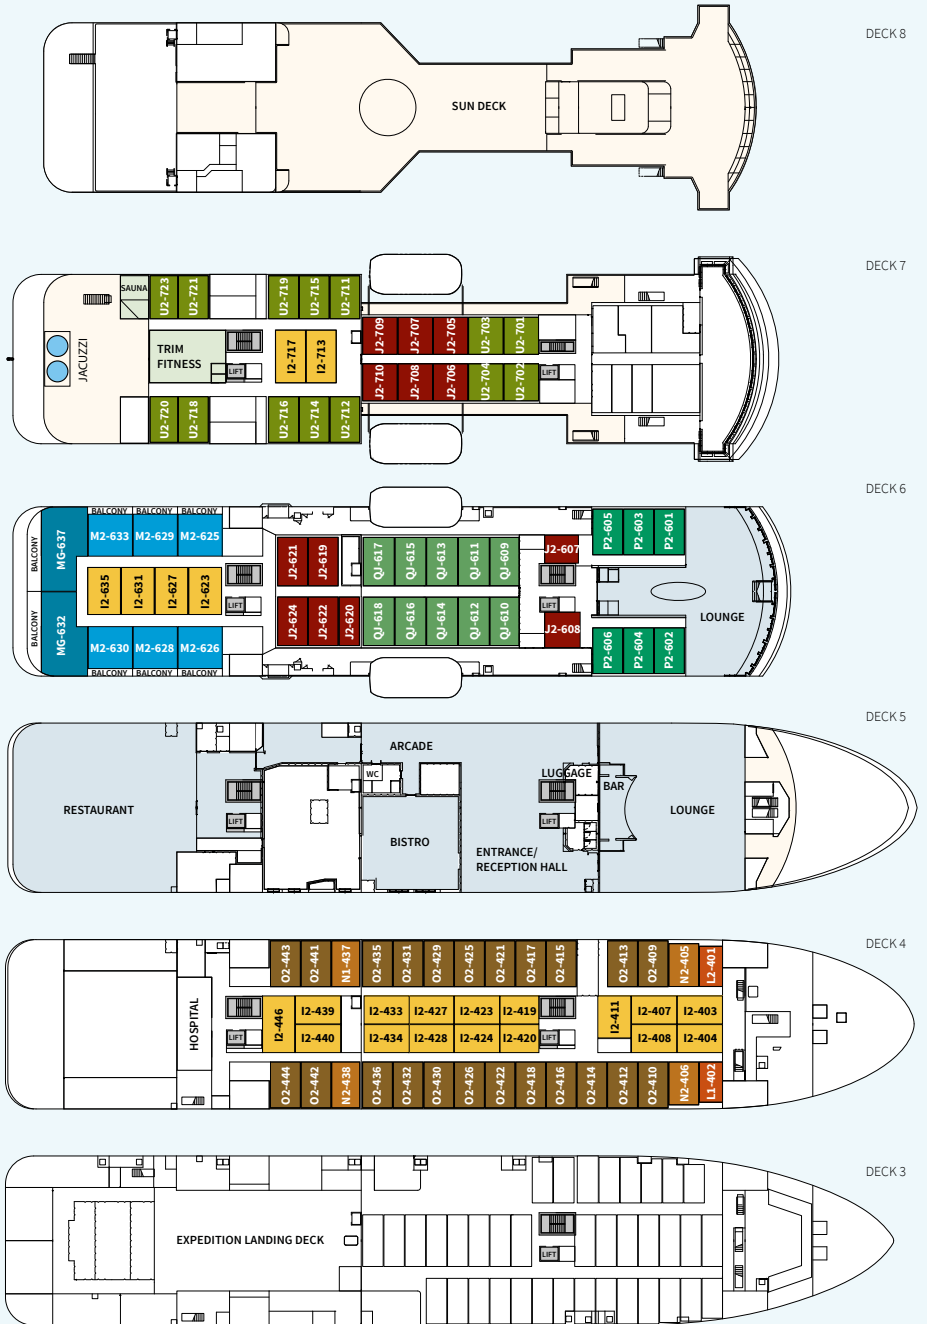 DECK 8
SUN DECK
DECK 7
SAUNA
U2-723
U2-721
U2-719
U2-715
U2-711
J2-709
J2-707
J2-705
U2-703
U2-701
JACUZZI
TRIM
FITNESS
LIFT
I2-717
I2-713
J2-710
J2-708
J2-706
U2-704
U2-702
LIFT
U2-720
U2-718
U2-716
U2-714
U2-712
DECK 6
BALCONY
BALCONY
BALCONY
BALCONY
MG-637
M2-633
M2-629
M2-625
J2-621
J2-619
QJ-617
QJ-615
QJ-613
QJ-611
QJ-609
J2-607
P2-605
P2-603
P2-601
I2-635
I2-631
I2-627
I2-623
LIFT
LIFT
LOUNGE
BALCONY
MG-632
M2-630
M2-628
M2-626
J2-624
J2-622
J2-620
QJ-618
QJ-616
QJ-614
QJ-612
QJ-610
J2-608
P2-606
P2-604
P2-602
BALCONY
BALCONY
BALCONY
DECK 5
ARCADE
WC
LUGGAGE
BAR
RESTAURANT
LIFT
LIFT
LOUNGE
BISTRO
ENTRANCE/
RECEPTION HALL
DECK 4
O2-443
O2-441
N1-437
O2-435
O2-431
O2-429
O2-425
O2-421
O2-417
O2-415
O2-413
O2-409
N2-405
L2-401
HOSPITAL
LIFT
I2-446
I2-439
I2-433
I2-427
I2-423
I2-419
I2-411
I2-407
I2-403
I2-440
I2-434
I2-428
I2-424
I2-420
LIFT
I2-408
I2-404
O2-444
O2-442
N2-438
O2-436
O2-432
O2-430
O2-426
O2-422
O2-418
O2-416
O2-414
O2-412
O2-410
N2-406
L1-402
DECK 3
EXPEDITION LANDING DECK
LIFT